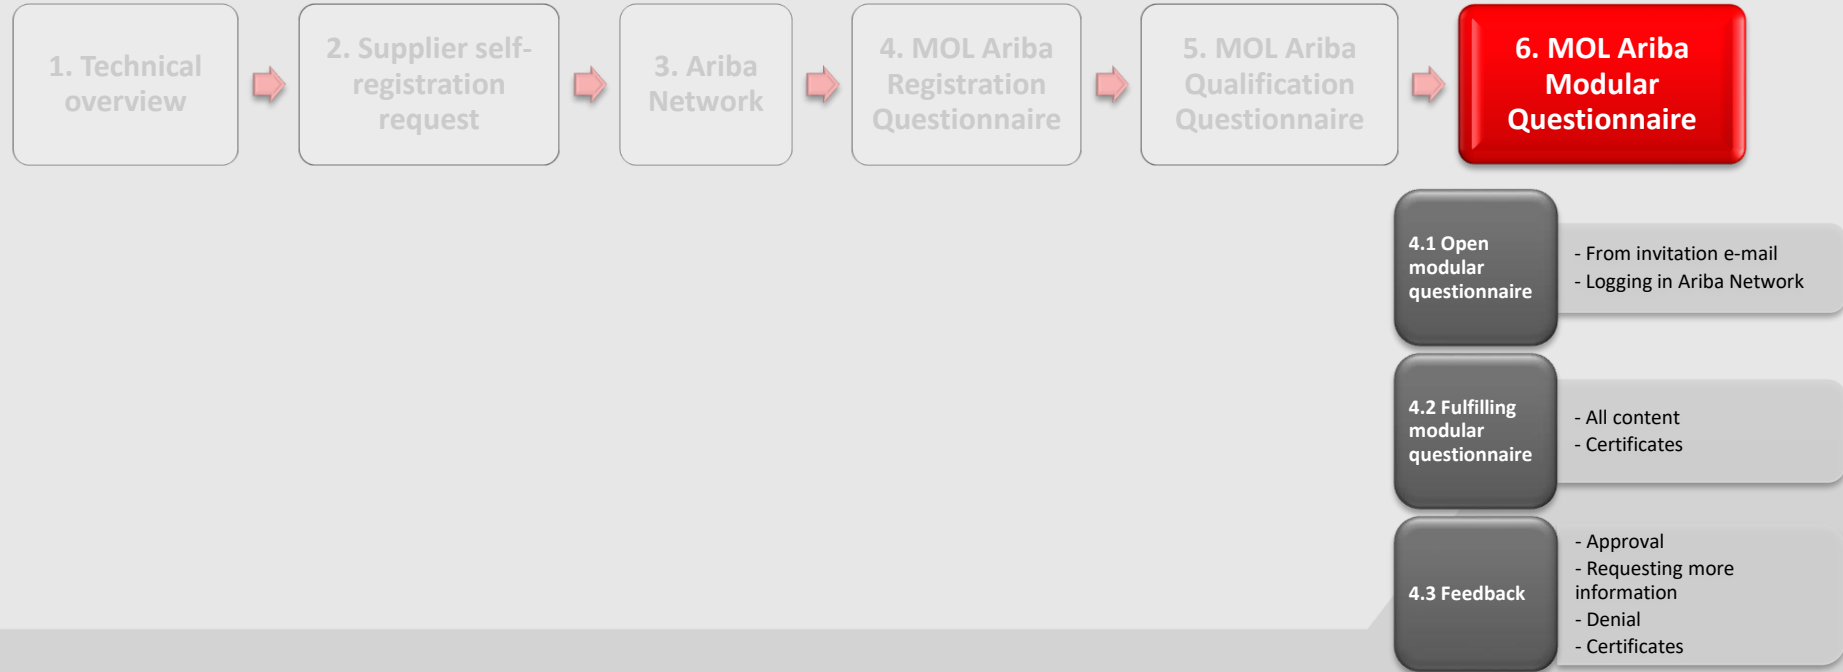 1. Technical
overview
2. Supplier self-
registration
request
3. Ariba
Network
4. MOL Ariba
Registration
Questionnaire
5. MOL Ariba
Qualification
Questionnaire
6. MOL Ariba
Modular
Questionnaire
4.1 Open
modular
questionnaire
- From invitation e-mail
- Logging in Ariba Network
4.2 Fulfilling
modular
questionnaire
- All content
- Certificates
4.3 Feedback
- Approval
- Requesting more
information
- Denial
- Certificates